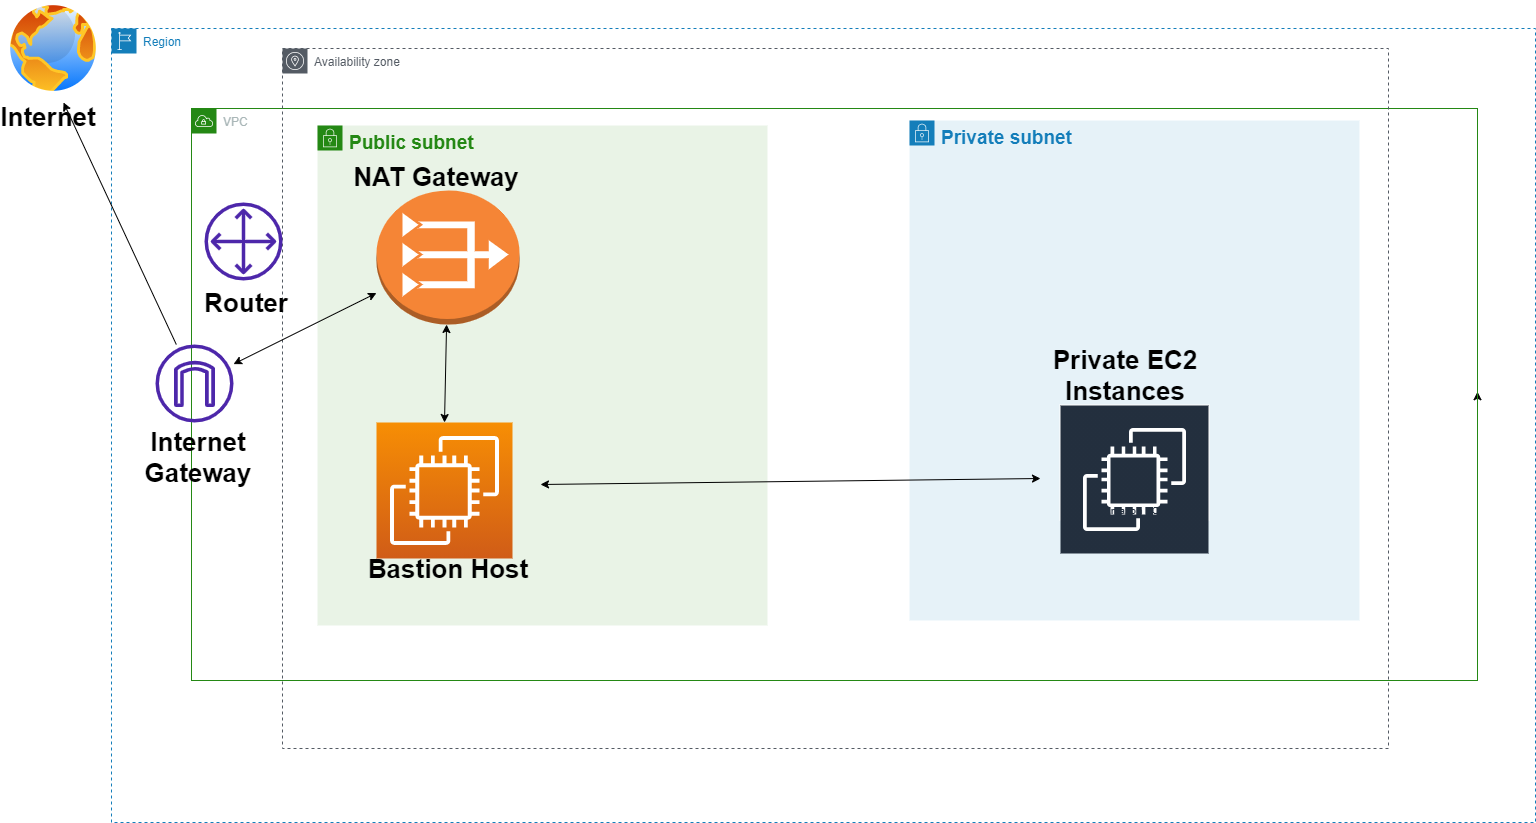 Region
Availability zone
Internet
VPC
Public subnet
Private subnet
NAT Gateway
Router
Private EC2
Instances
Internet
Gateway
Bastion Host